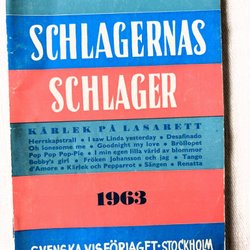 SCHLAGERNAS
SCHLAGER
KÄRLEK PÅ LASARETT
Herrskapstrall • I saw Linda yesterday • Desafinado
Oh lonesome me • Goodnight my love • Bröllopet
Pop Pop Pop-Pie • I min egen lilla värld av blommor
Bobby's girl • Fröken Johansson och jag • Tango
d'Amore • Kärlek och Pepparrot • Sången • Renatta
1963
SVENSKA VISFÖRLAGET • STOCKHOLM